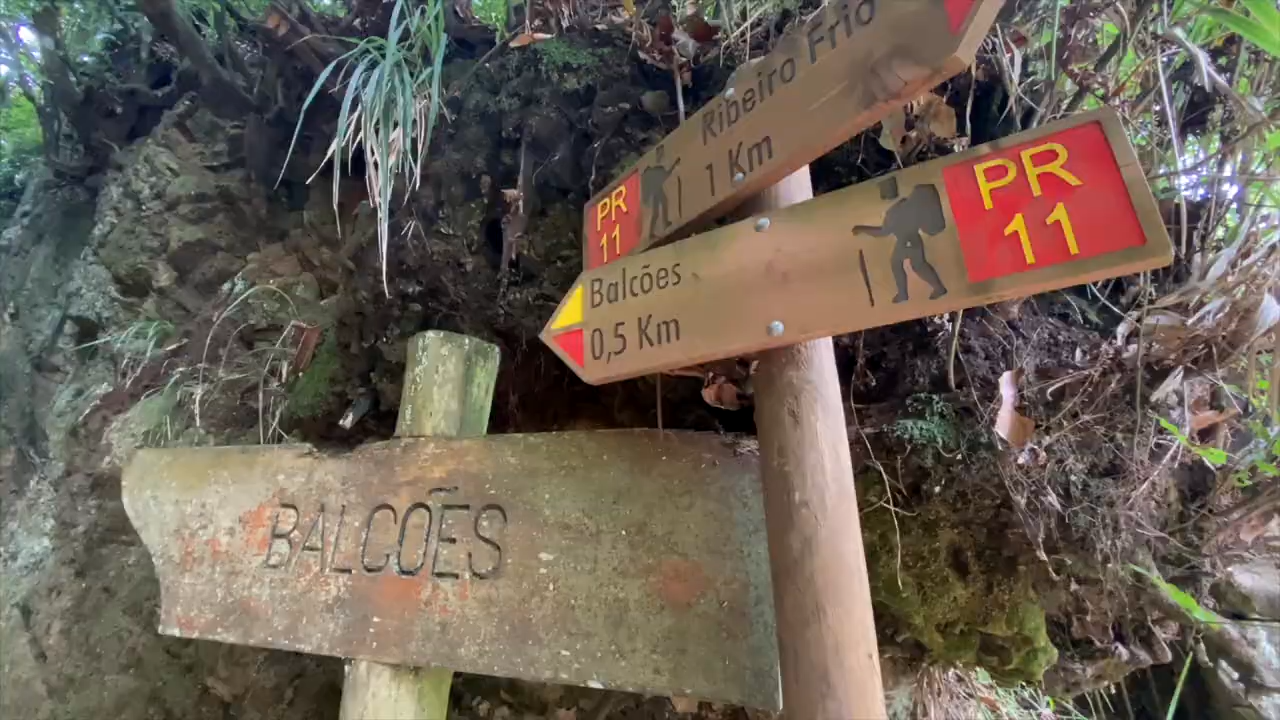 Ribeiro Frio
1 Km
PR
11
Balcões
0,5 Km
PR
11
BALCÕES